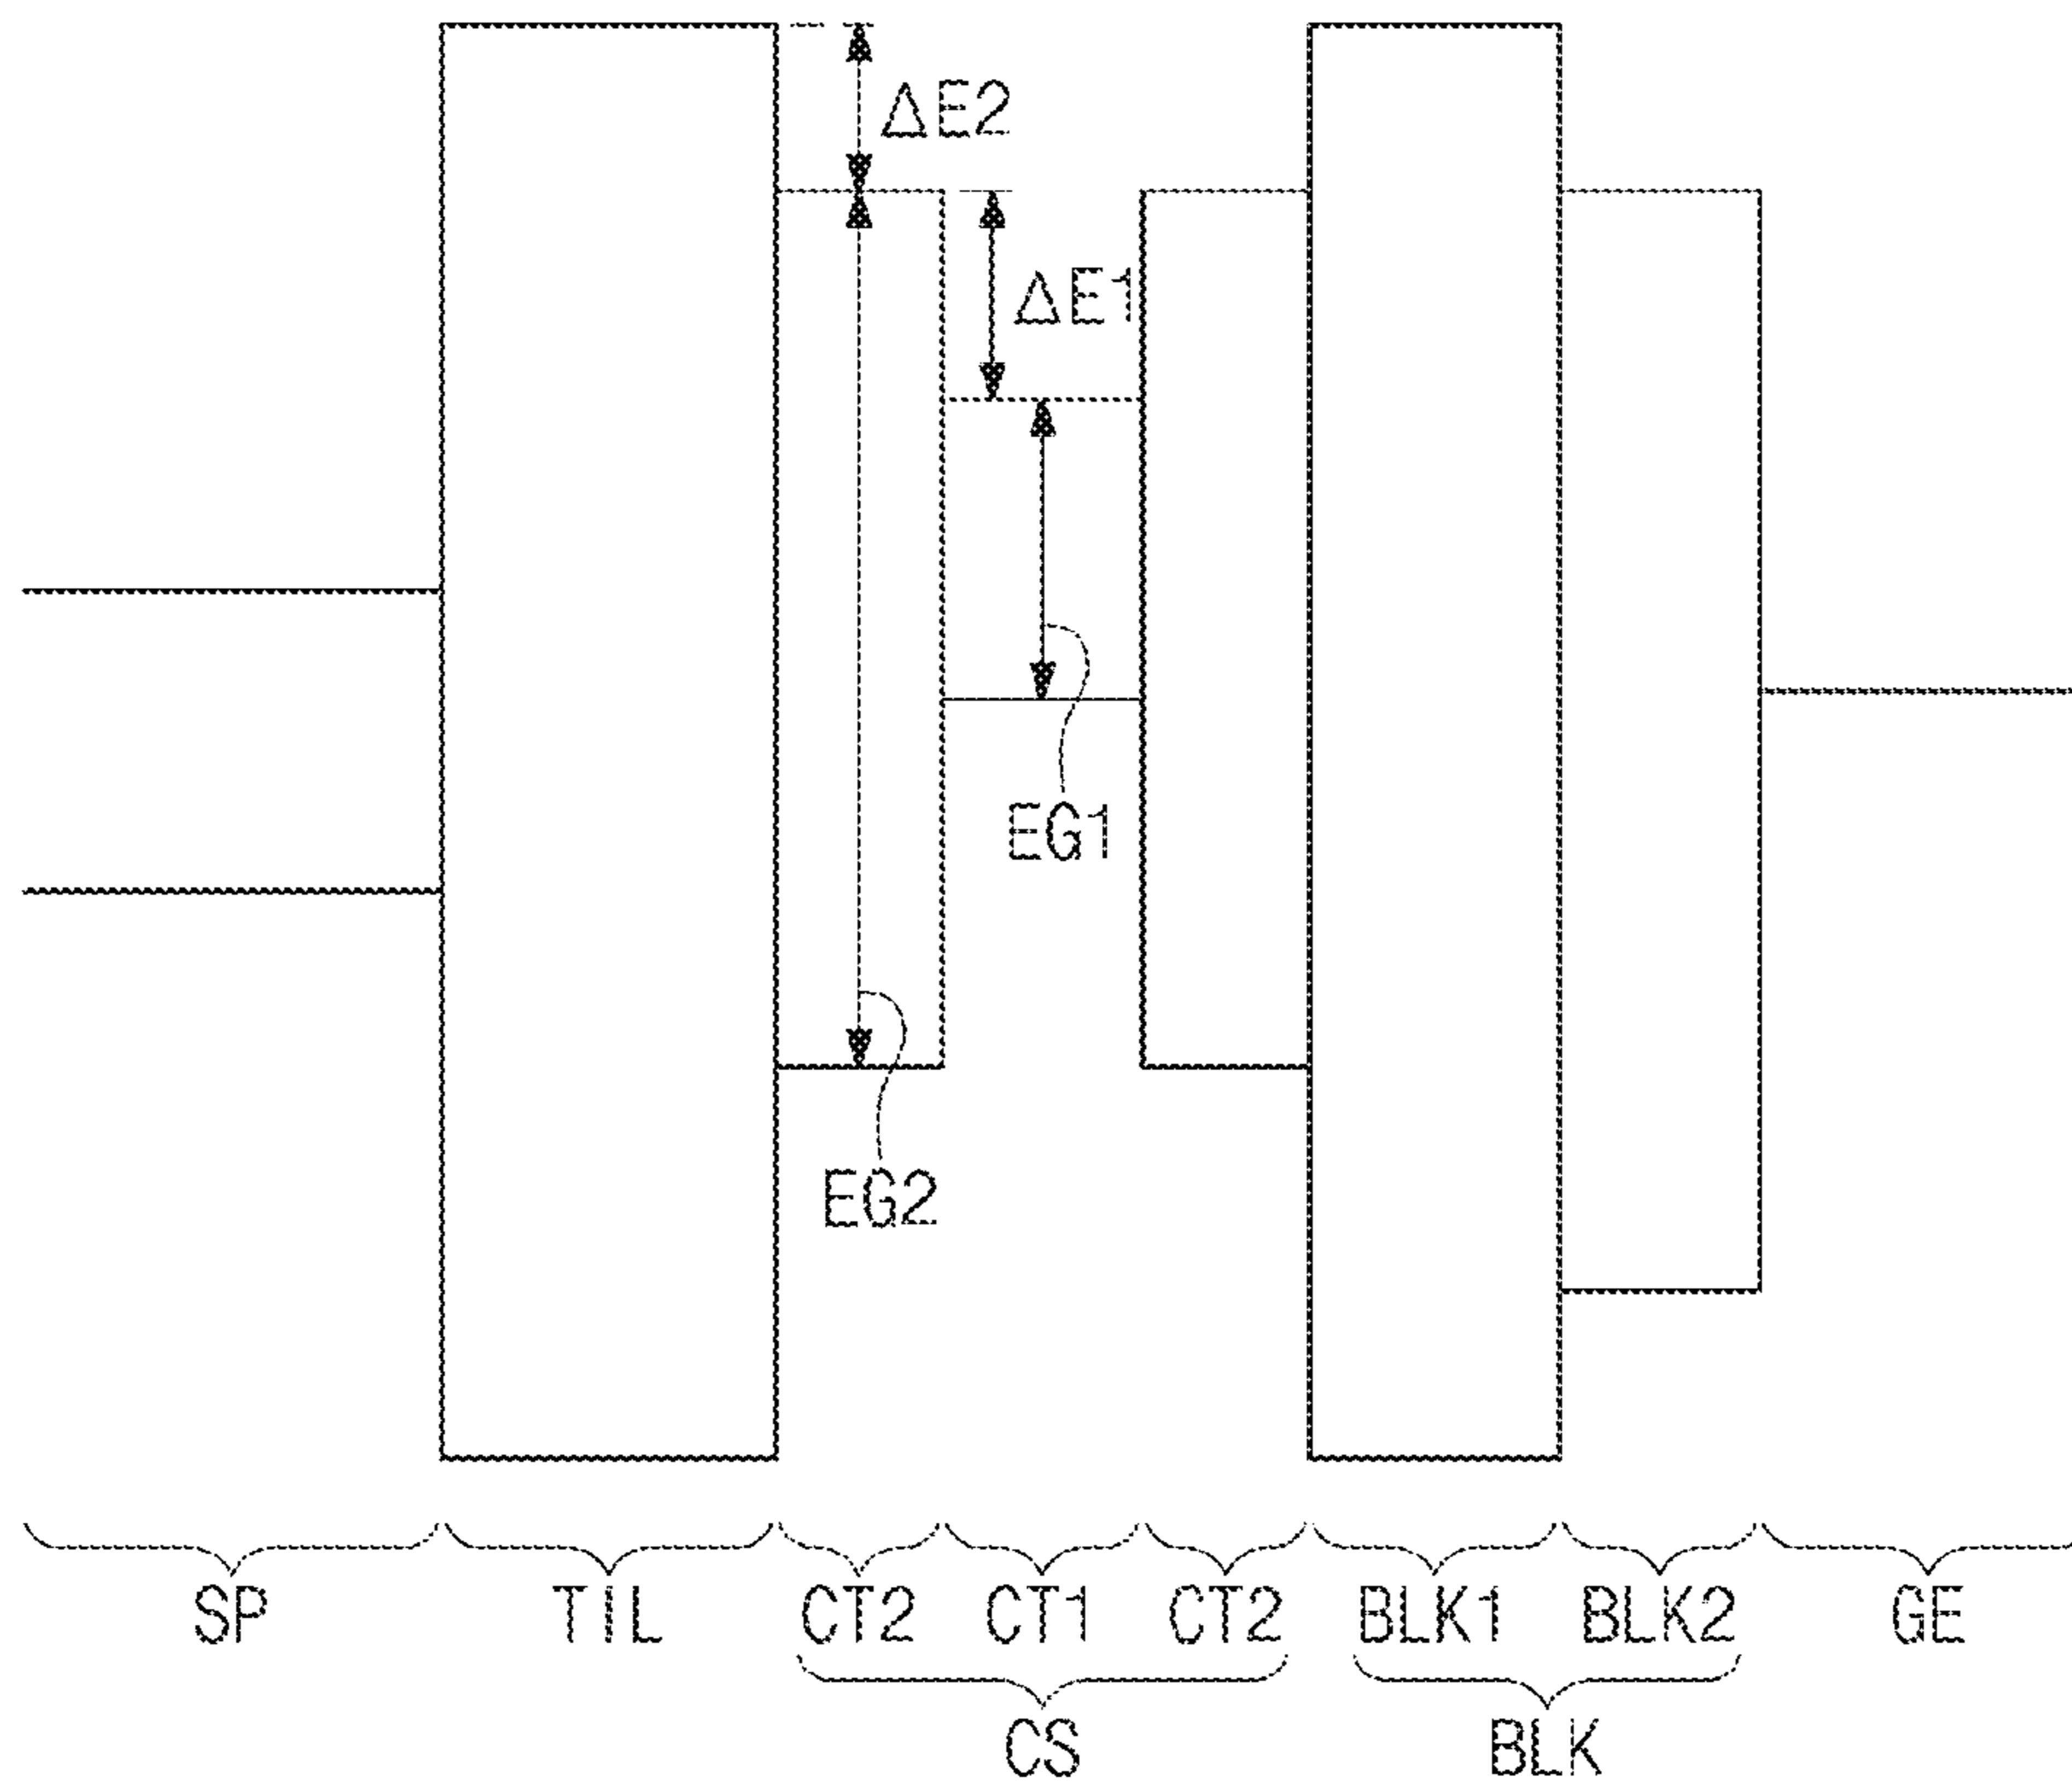 ΔE2
ΔE1
EG1
EG2
SP TIL CT2 CT1 CT2 BLK1 BLK2 GE
CS BLK